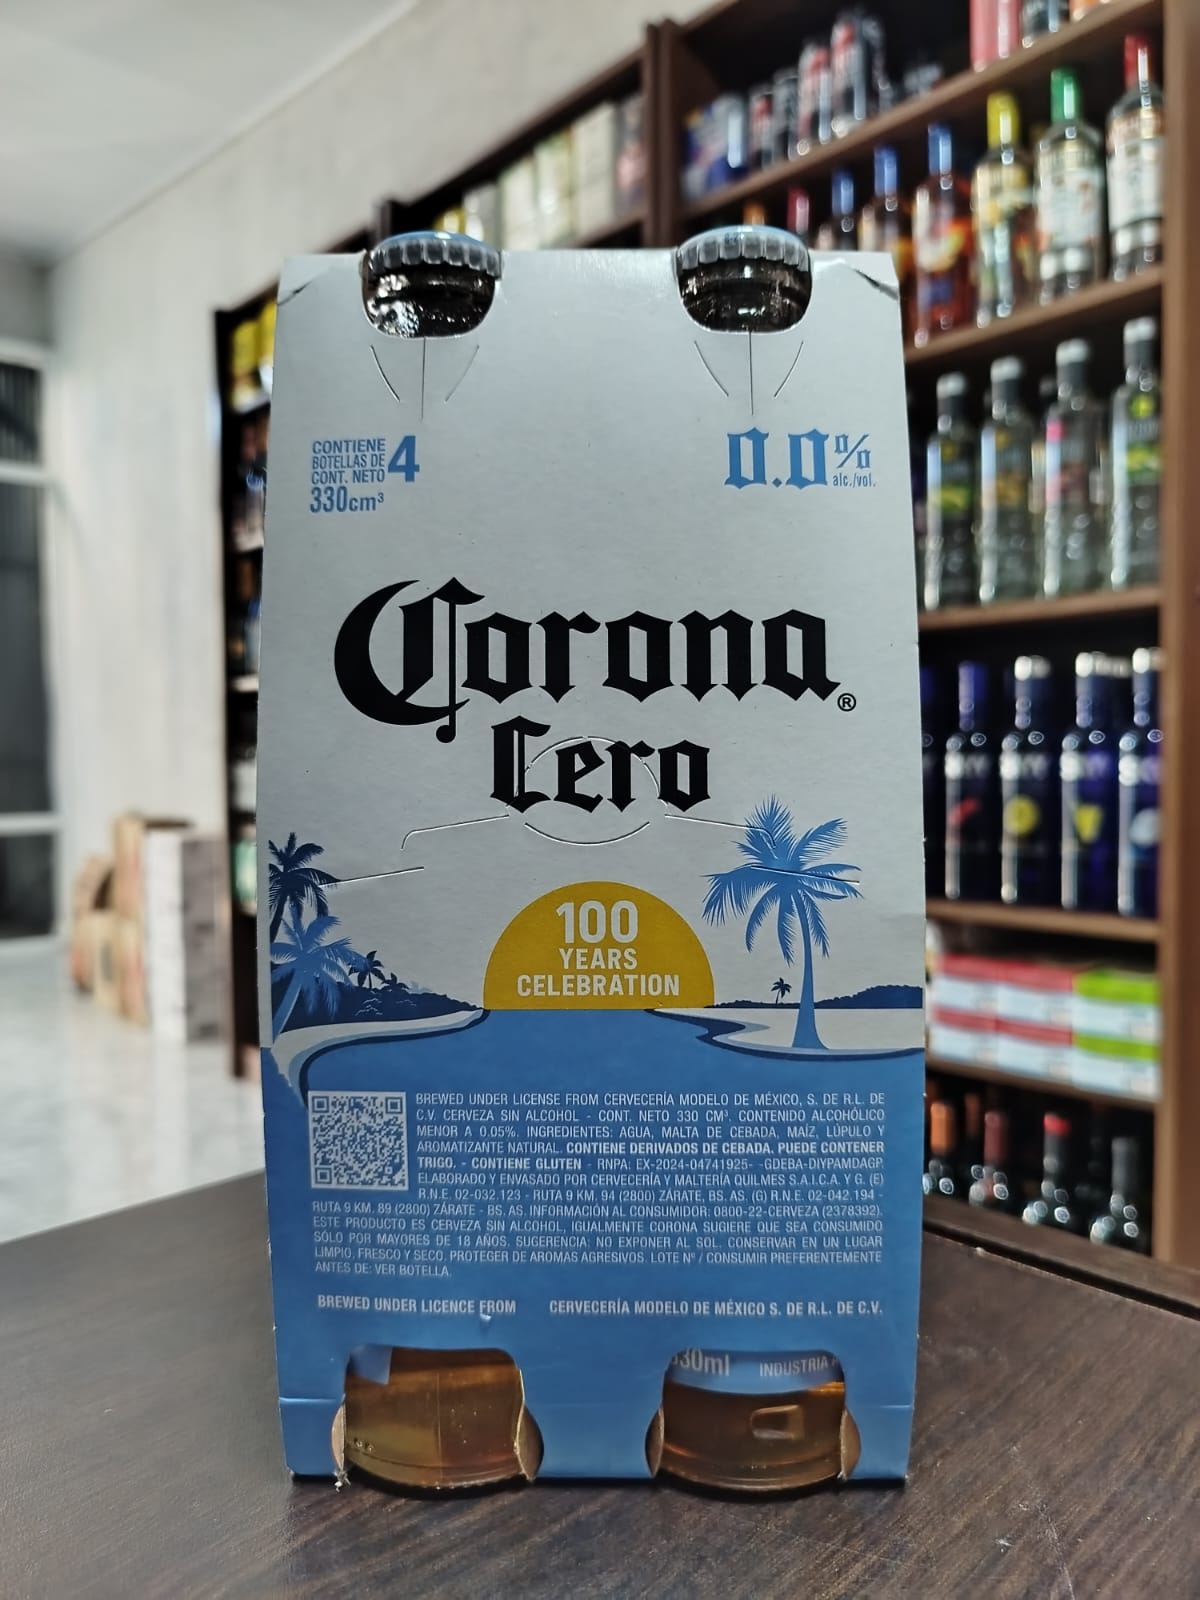 CONTIENE
BOTELLAS DE
CONT. NETO
4
330cm³
0.0%
alc./vol.
Corona®
Cero
100
YEARS
CELEBRATION
BREWED UNDER LICENSE FROM CERVECERÍA MODELO DE MÉXICO, S. DE R.L. DE
C.V. CERVEZA SIN ALCOHOL - CONT. NETO 330 CM³. CONTENIDO ALCOHÓLICO
MENOR A 0.05%. INGREDIENTES: AGUA, MALTA DE CEBADA, MAÍZ, LÚPULO Y
AROMATIZANTE NATURAL. CONTIENE DERIVADOS DE CEBADA. PUEDE CONTENER
TRIGO. - CONTIENE GLUTEN - RNPA: EX-2024-04741925- -GDEBA-DIYPAMDAGP.
ELABORADO Y ENVASADO POR CERVECERÍA Y MALTERÍA QUILMES S.A.I.C.A. Y G. (E)
R.N.E. 02-032.123 - RUTA 9 KM. 94 (2800) ZÁRATE, BS. AS. (G) R.N.E. 02-042.194 -
RUTA 9 KM. 89 (2800) ZÁRATE - BS. AS. INFORMACIÓN AL CONSUMIDOR: 0800-22-CERVEZA (2378392).
ESTE PRODUCTO ES CERVEZA SIN ALCOHOL, IGUALMENTE CORONA SUGIERE QUE SEA CONSUMIDO
SÓLO POR MAYORES DE 18 AÑOS. SUGERENCIA: NO EXPONER AL SOL. CONSERVAR EN UN LUGAR
LIMPIO, FRESCO Y SECO. PROTEGER DE AROMAS AGRESIVOS. LOTE Nº / CONSUMIR PREFERENTEMENTE
ANTES DE: VER BOTELLA.
BREWED UNDER LICENCE FROM CERVECERÍA MODELO DE MÉXICO S. DE R.L. DE C.V.
330ml INDUSTRIA